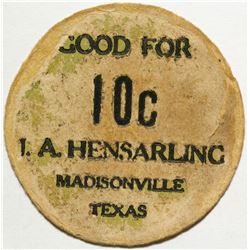 GOOD FOR
10c
I. A. HENSARLING
MADISONVILLE
TEXAS